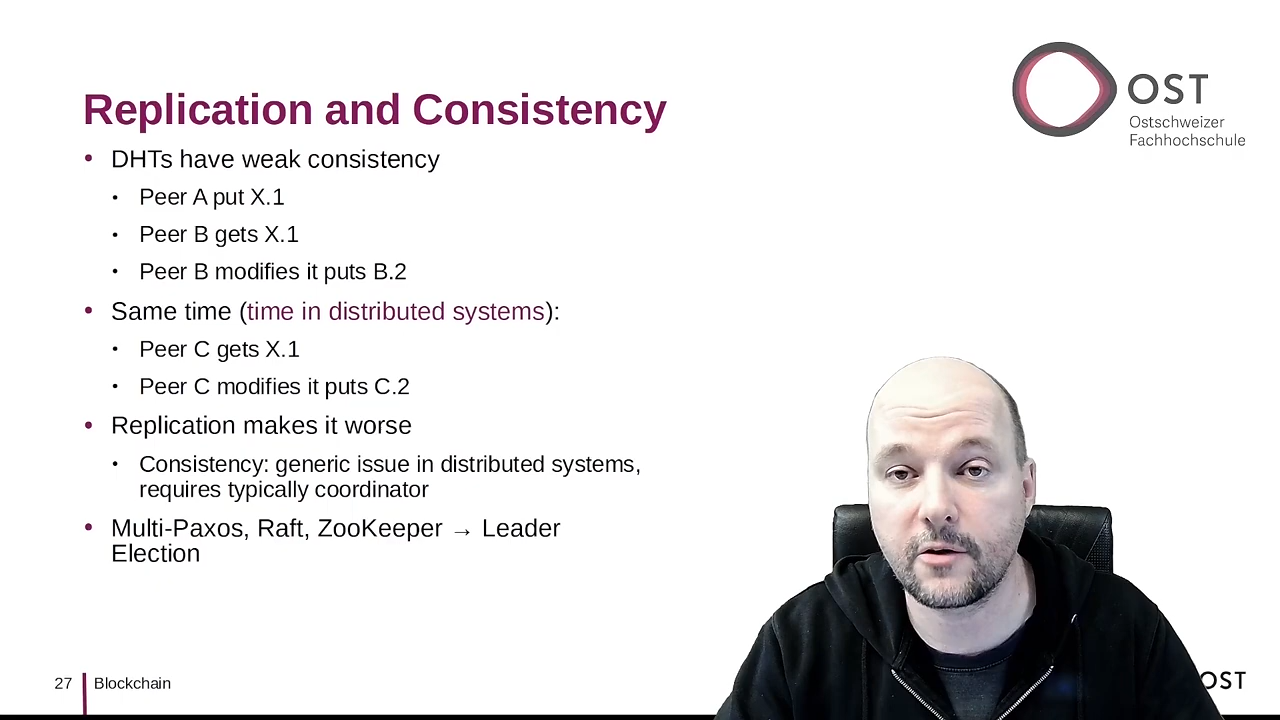 OST
Ostschweizer
Fachhochschule
Replication and Consistency
• DHTs have weak consistency
• Peer A put X.1
• Peer B gets X.1
• Peer B modifies it puts B.2
• Same time (time in distributed systems):
• Peer C gets X.1
• Peer C modifies it puts C.2
• Replication makes it worse
• Consistency: generic issue in distributed systems,
requires typically coordinator
• Multi-Paxos, Raft, ZooKeeper → Leader
Election
27 Blockchain
OST